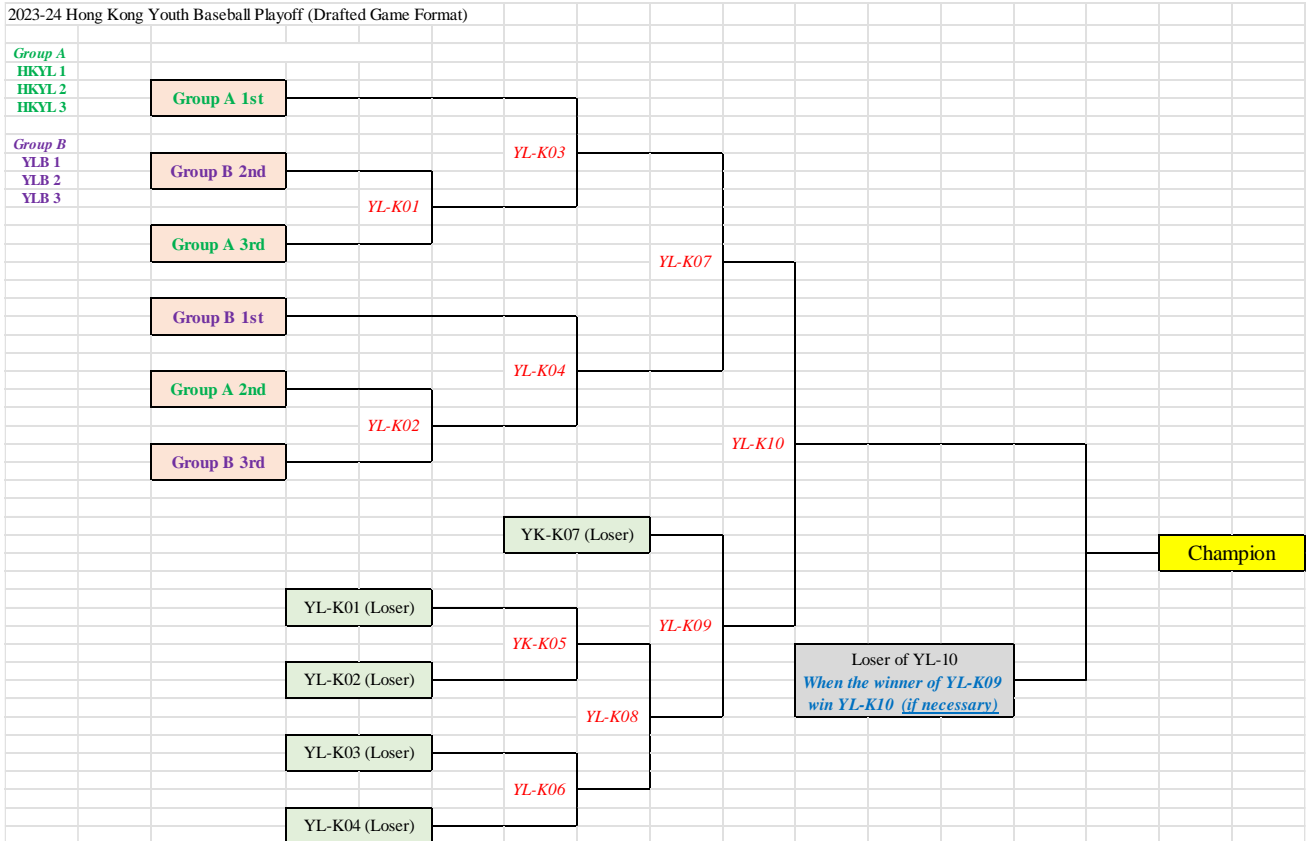 2023-24 Hong Kong Youth Baseball Playoff (Drafted Game Format)
Group A
HKYL 1
HKYL 2
HKYL 3
Group B
YLB 1
YLB 2
YLB 3
Group A 1st
YL-K03
Group B 2nd
YL-K01
Group A 3rd
YL-K07
Group B 1st
YL-K04
Group A 2nd
YL-K02
YL-K10
Group B 3rd
YK-K07 (Loser)
Champion
YL-K01 (Loser)
YL-K09
YK-K05
Loser of YL-10
When the winner of YL-K09
win YL-K10 (if necessary)
YL-K02 (Loser)
YL-K08
YL-K03 (Loser)
YL-K06
YL-K04 (Loser)